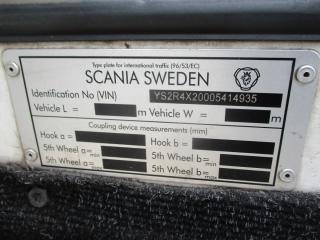 Type plate for international traffic (96/53/EC)
SCANIA SWEDEN
Identification No (VIN) YS2R4X20005414935
Vehicle L = m Vehicle W = m
Coupling device measurements (mm)
Hook a = Hook b =
5th Wheel a= min 5th Wheel b= min
5th Wheel a= max 5th Wheel b= max